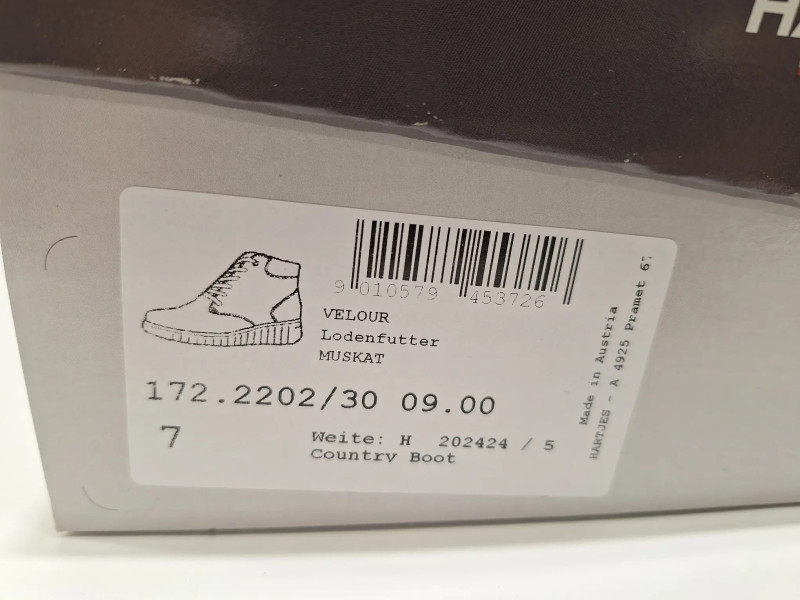 9 010579 453726
VELOUR
Lodenfutter
MUSKAT
172.2202/30 09.00
7
Weite: H 202424 / 5
Country Boot
Made in Austria
HARTJES - A 4925 Pramet 67